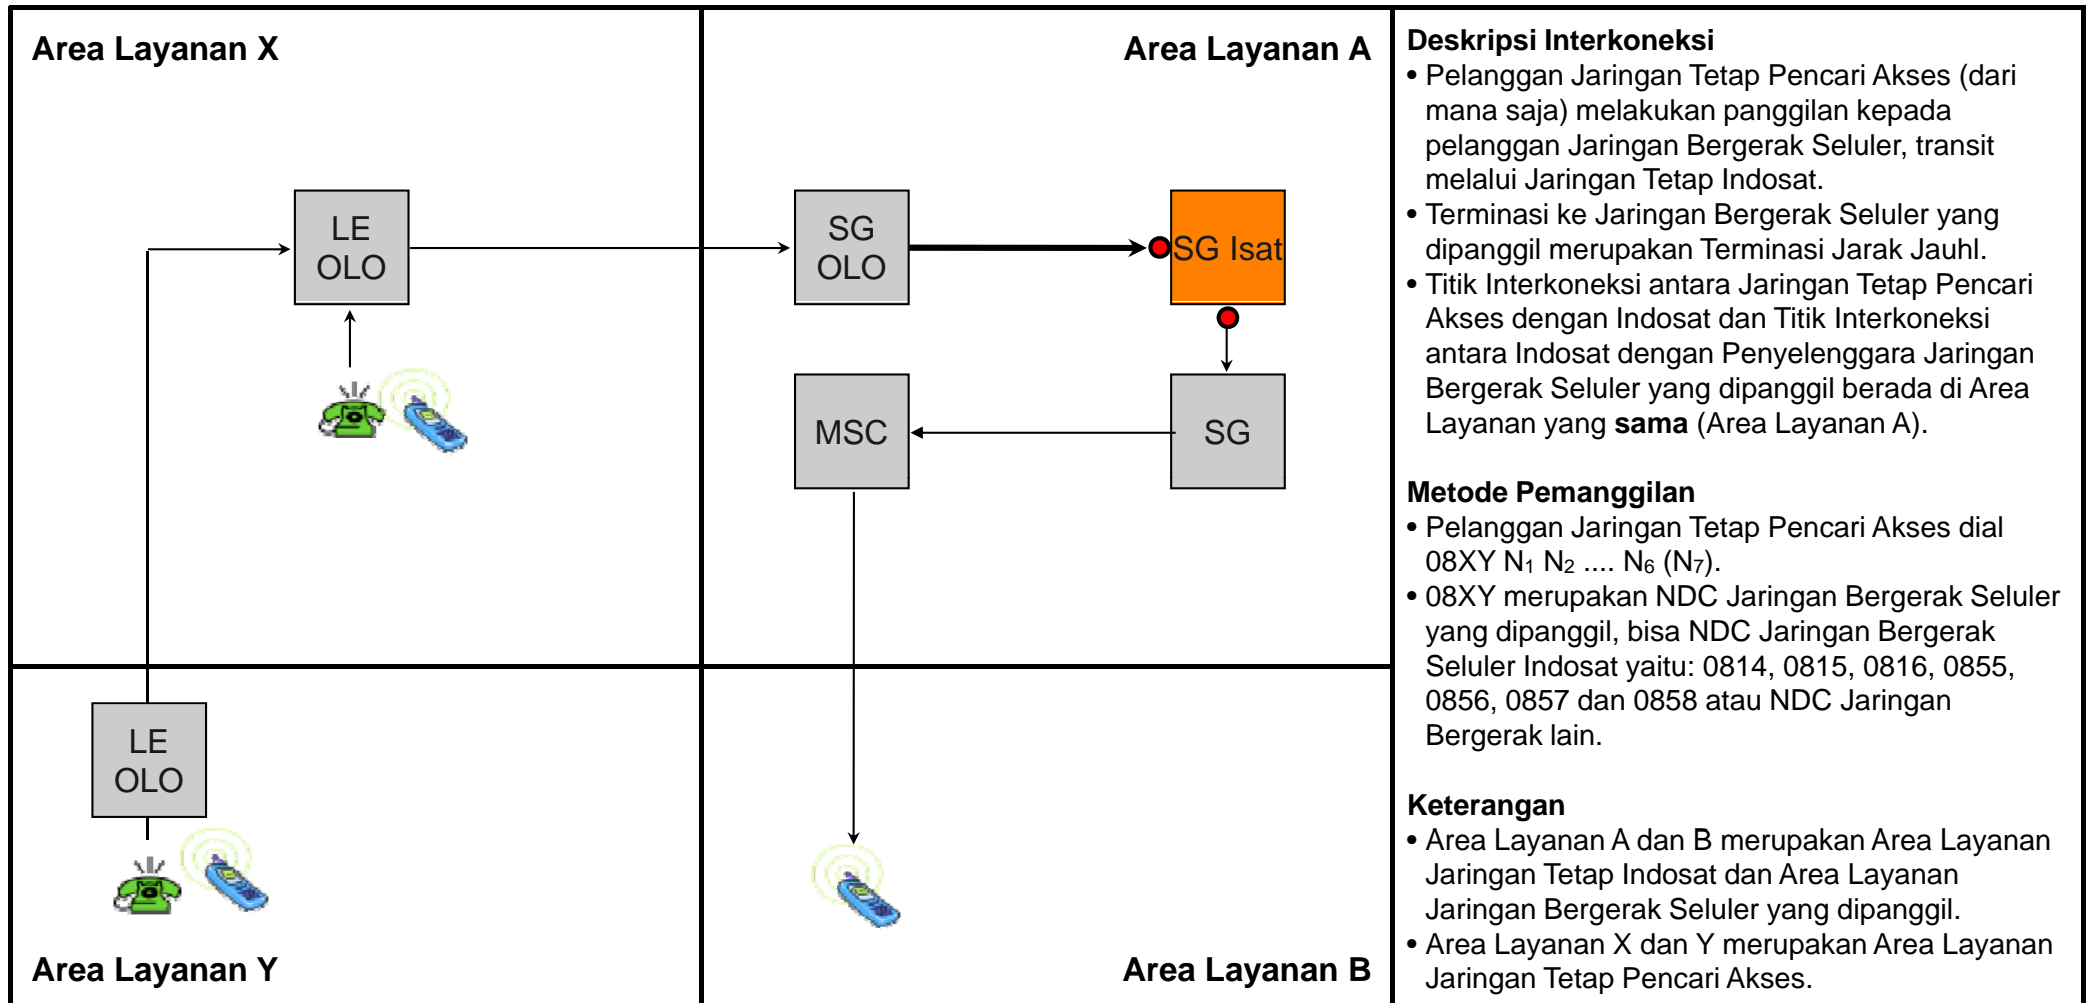 Area Layanan X
Area Layanan A
LE
OLO
SG
OLO
SG Isat
MSC
SG
LE
OLO
Area Layanan Y
Area Layanan B
Deskripsi Interkoneksi
• Pelanggan Jaringan Tetap Pencari Akses (dari
mana saja) melakukan panggilan kepada
pelanggan Jaringan Bergerak Seluler, transit
melalui Jaringan Tetap Indosat.
• Terminasi ke Jaringan Bergerak Seluler yang
dipanggil merupakan Terminasi Jarak Jauhl.
• Titik Interkoneksi antara Jaringan Tetap Pencari
Akses dengan Indosat dan Titik Interkoneksi
antara Indosat dengan Penyelenggara Jaringan
Bergerak Seluler yang dipanggil berada di Area
Layanan yang sama (Area Layanan A).
Metode Pemanggilan
• Pelanggan Jaringan Tetap Pencari Akses dial
08XY N₁ N₂ .... N₆ (N₇).
• 08XY merupakan NDC Jaringan Bergerak Seluler
yang dipanggil, bisa NDC Jaringan Bergerak
Seluler Indosat yaitu: 0814, 0815, 0816, 0855,
0856, 0857 dan 0858 atau NDC Jaringan
Bergerak lain.
Keterangan
• Area Layanan A dan B merupakan Area Layanan
Jaringan Tetap Indosat dan Area Layanan
Jaringan Bergerak Seluler yang dipanggil.
• Area Layanan X dan Y merupakan Area Layanan
Jaringan Tetap Pencari Akses.